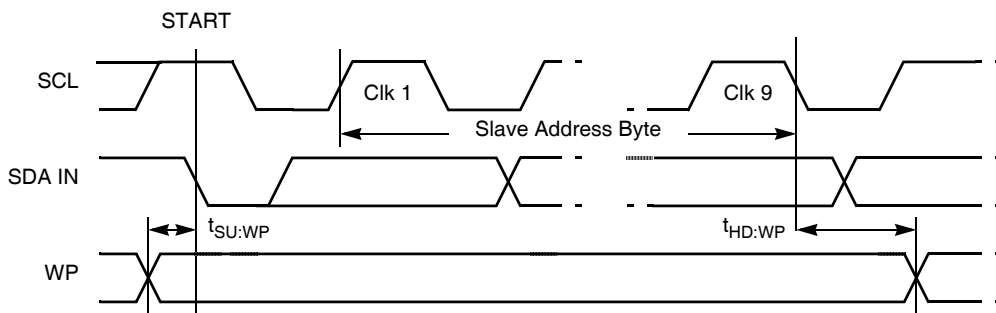 START
SCL
Clk 1
Clk 9
Slave Address Byte
SDA IN
tSU:WP
tHD:WP
WP